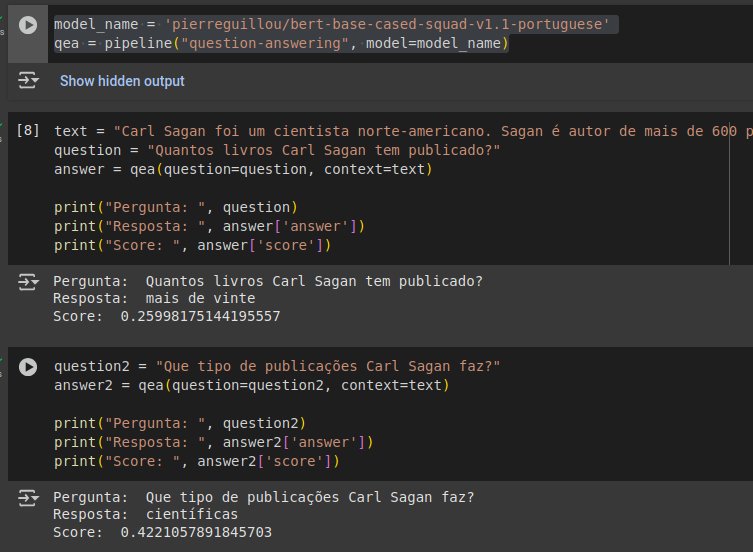 model_name = 'pierreguillou/bert-base-cased-squad-v1.1-portuguese'
qea = pipeline("question-answering", model=model_name)
Show hidden output
[8] text = "Carl Sagan foi um cientista norte-americano. Sagan é autor de mais de 600 p
question = "Quantos livros Carl Sagan tem publicado?"
answer = qea(question=question, context=text)
print("Pergunta: ", question)
print("Resposta: ", answer['answer'])
print("Score: ", answer['score'])
Pergunta:  Quantos livros Carl Sagan tem publicado?
Resposta:  mais de vinte
Score:  0.25998175144195557
question2 = "Que tipo de publicações Carl Sagan faz?"
answer2 = qea(question=question2, context=text)
print("Pergunta: ", question2)
print("Resposta: ", answer2['answer'])
print("Score: ", answer2['score'])
Pergunta:  Que tipo de publicações Carl Sagan faz?
Resposta:  científicas
Score:  0.4221057891845703